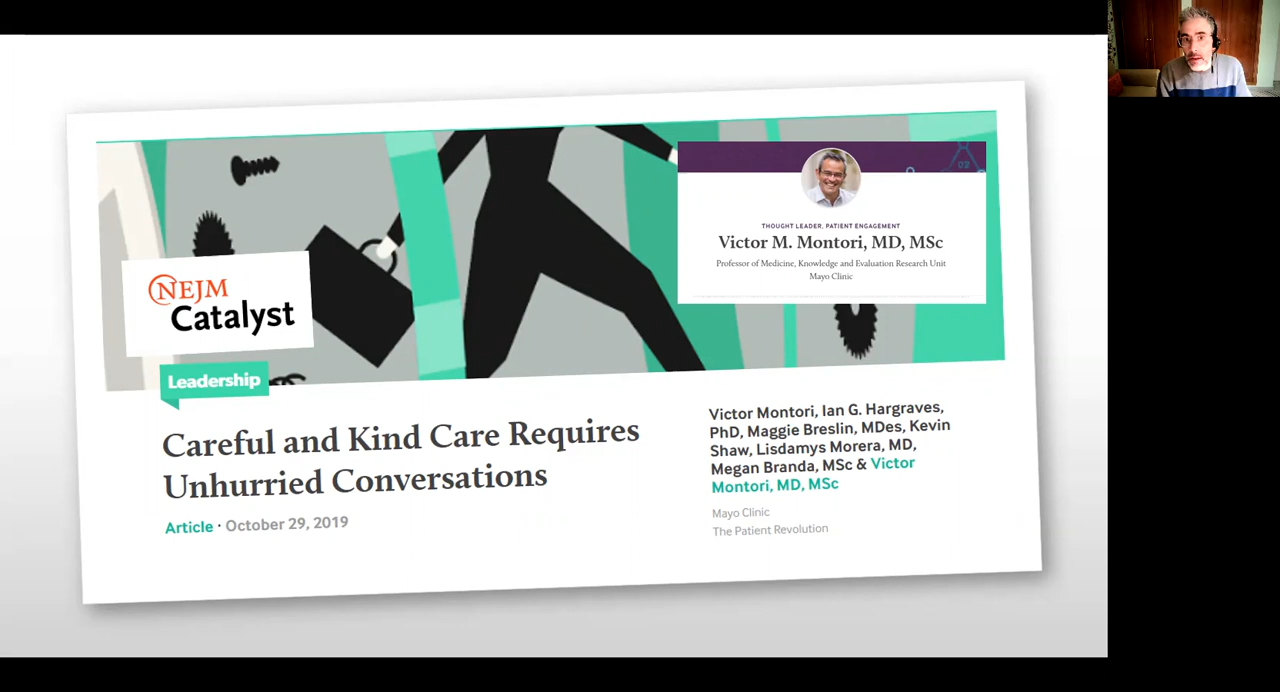 THOUGHT LEADER, PATIENT ENGAGEMENT
Victor M. Montori, MD, MSc
Professor of Medicine, Knowledge and Evaluation Research Unit
Mayo Clinic
02
NEJM
Catalyst
Leadership
Careful and Kind Care Requires
Unhurried Conversations
Article · October 29, 2019
Victor Montori, Ian G. Hargraves,
PhD, Maggie Breslin, MDes, Kevin
Shaw, Lisdamys Morera, MD,
Megan Branda, MSc & Victor
Montori, MD, MSc
Mayo Clinic
The Patient Revolution